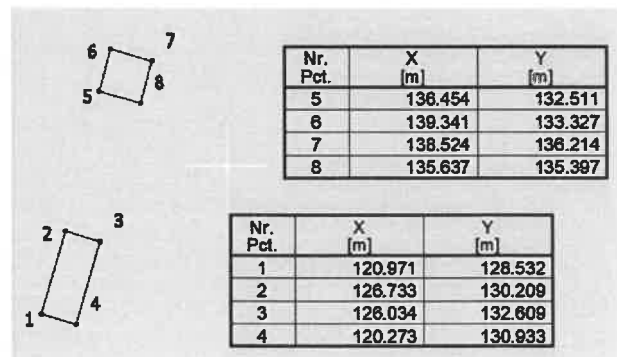 6 7
5 8
Nr. Pct. X [m] Y [m]
5 136.454 132.511
6 139.341 133.327
7 138.524 136.214
8 135.637 135.397
2 3
1 4
Nr. Pct. X [m] Y [m]
1 120.971 128.532
2 126.733 130.209
3 126.034 132.609
4 120.273 130.933